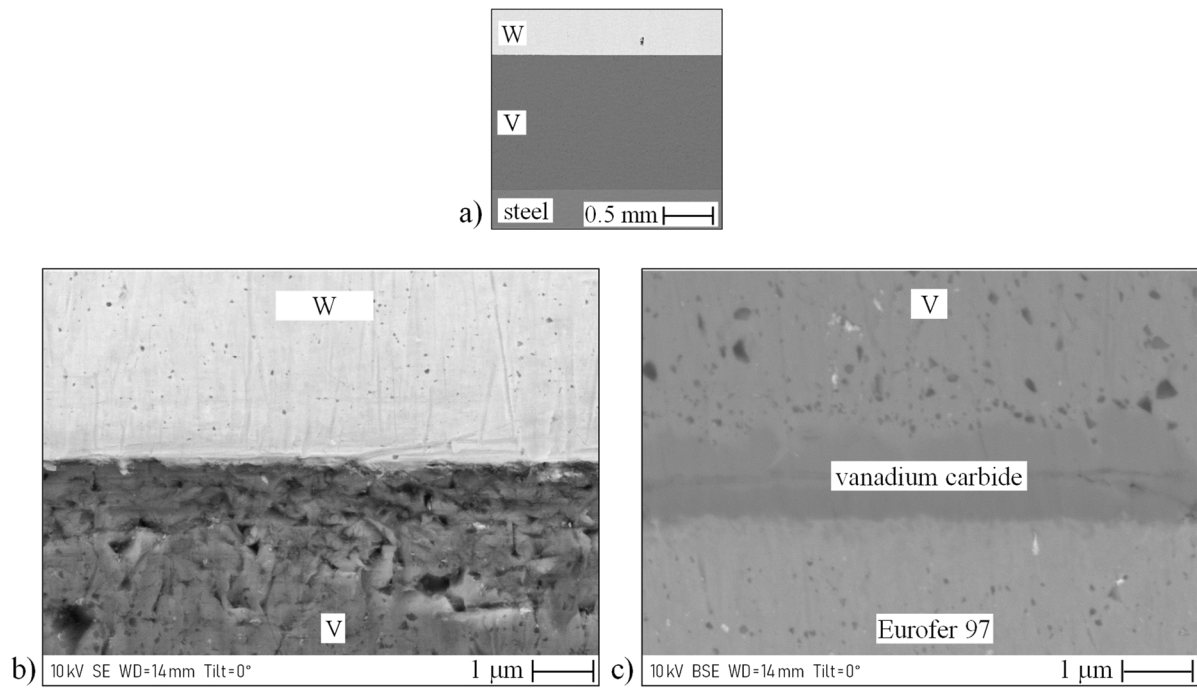 W
V
a)
steel
0.5 mm
W
V
b)
10 kV SE WD=14 mm Tilt=0°
1 µm
V
vanadium carbide
Eurofer 97
c)
10 kV BSE WD=14 mm Tilt=0°
1 µm